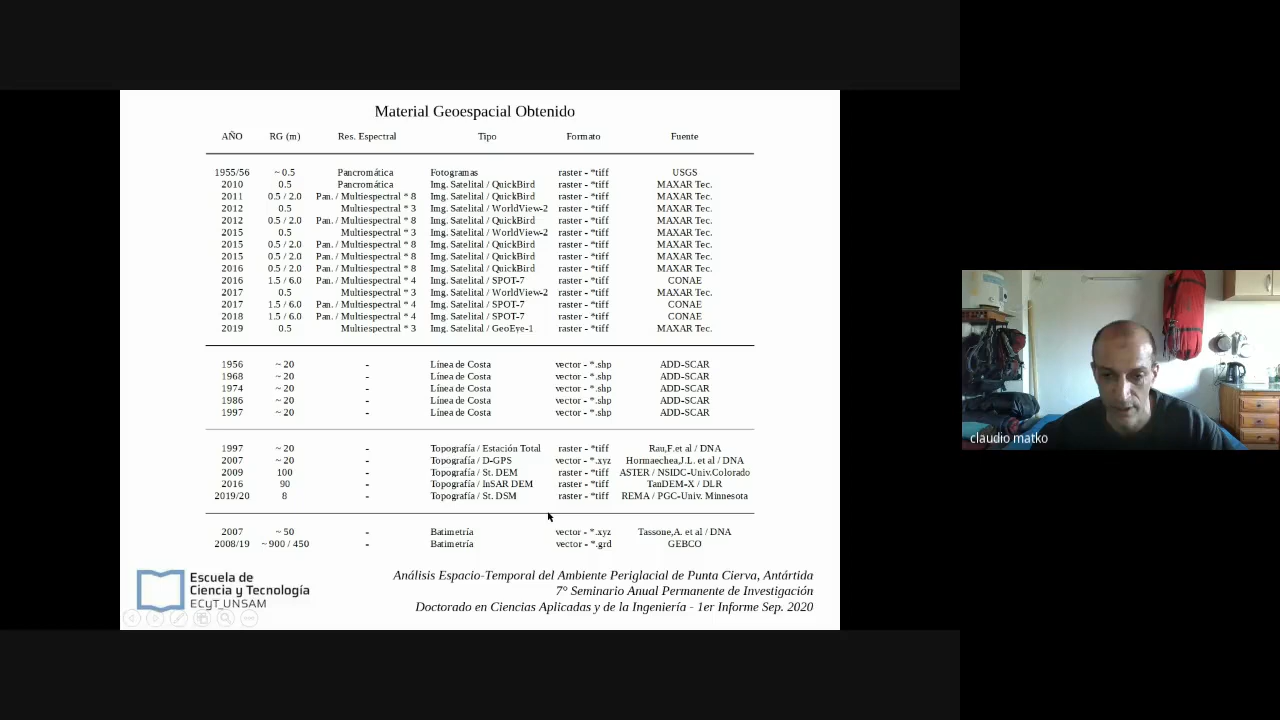 Material Geoespacial Obtenido
AÑO RG (m) Res. Espectral Tipo Formato Fuente
1955/56 ~ 0.5 Pancromática Fotogramas raster - *tiff USGS
2010 0.5 Pancromática Img. Satelital / QuickBird raster - *tiff MAXAR Tec.
2011 0.5 / 2.0 Pan. / Multiespectral * 8 Img. Satelital / QuickBird raster - *tiff MAXAR Tec.
2012 0.5 Multiespectral * 3 Img. Satelital / WorldView-2 raster - *tiff MAXAR Tec.
2012 0.5 / 2.0 Pan. / Multiespectral * 8 Img. Satelital / QuickBird raster - *tiff MAXAR Tec.
2015 0.5 Multiespectral * 3 Img. Satelital / WorldView-2 raster - *tiff MAXAR Tec.
2015 0.5 / 2.0 Pan. / Multiespectral * 8 Img. Satelital / QuickBird raster - *tiff MAXAR Tec.
2015 0.5 / 2.0 Pan. / Multiespectral * 8 Img. Satelital / QuickBird raster - *tiff MAXAR Tec.
2016 0.5 / 2.0 Pan. / Multiespectral * 8 Img. Satelital / QuickBird raster - *tiff MAXAR Tec.
2016 1.5 / 6.0 Pan. / Multiespectral * 4 Img. Satelital / SPOT-7 raster - *tiff CONAE
2017 0.5 Multiespectral * 3 Img. Satelital / WorldView-2 raster - *tiff MAXAR Tec.
2017 1.5 / 6.0 Pan. / Multiespectral * 4 Img. Satelital / SPOT-7 raster - *tiff CONAE
2018 1.5 / 6.0 Pan. / Multiespectral * 4 Img. Satelital / SPOT-7 raster - *tiff CONAE
2019 0.5 Multiespectral * 3 Img. Satelital / GeoEye-1 raster - *tiff MAXAR Tec.
1956 ~ 20 - Línea de Costa vector - *.shp ADD-SCAR
1968 ~ 20 - Línea de Costa vector - *.shp ADD-SCAR
1974 ~ 20 - Línea de Costa vector - *.shp ADD-SCAR
1986 ~ 20 - Línea de Costa vector - *.shp ADD-SCAR
1997 ~ 20 - Línea de Costa vector - *.shp ADD-SCAR
1997 ~ 20 - Topografía / Estación Total raster - *tiff Rau,F.et al / DNA
2007 ~ 20 - Topografía / D-GPS vector - *.xyz Hormaechea,J.L. et al / DNA
2009 100 - Topografía / St. DEM raster - *tiff ASTER / NSIDC-Univ.Colorado
2016 90 - Topografía / InSAR DEM raster - *tiff TanDEM-X / DLR
2019/20 8 - Topografía / St. DSM raster - *tiff REMA / PGC-Univ. Minnesota
2007 ~ 50 - Batimetría vector - *.xyz Tassone,A. et al / DNA
2008/19 ~ 900 / 450 - Batimetría vector - *.grd GEBCO
Escuela de
Ciencia y Tecnología
ECyT_UNSAM
Análisis Espacio-Temporal del Ambiente Periglacial de Punta Cierva, Antártida
7° Seminario Anual Permanente de Investigación
Doctorado en Ciencias Aplicadas y de la Ingeniería - 1er Informe Sep. 2020
claudio matko